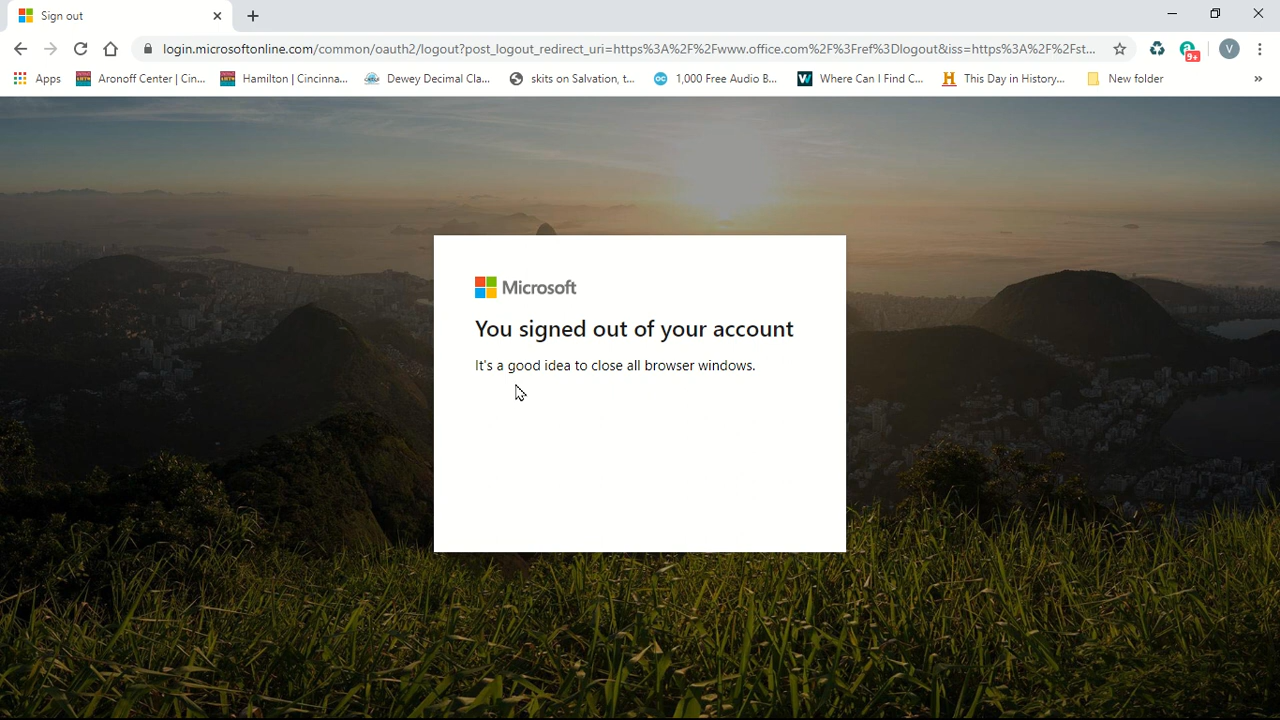 Sign out
login.microsoftonline.com/common/oauth2/logout?post_logout_redirect_uri=https%3A%2F%2Fwww.office.com%2F%3Fref%3Dlogout&iss=https%3A%2F%2Fst...
9+
V
Apps
Aronoff Center | Cin...
Hamilton | Cincinna...
Dewey Decimal Cla...
skits on Salvation, t...
OC 1,000 Free Audio B...
Where Can I Find C...
H This Day in History...
New folder
»
Microsoft
You signed out of your account
It's a good idea to close all browser windows.